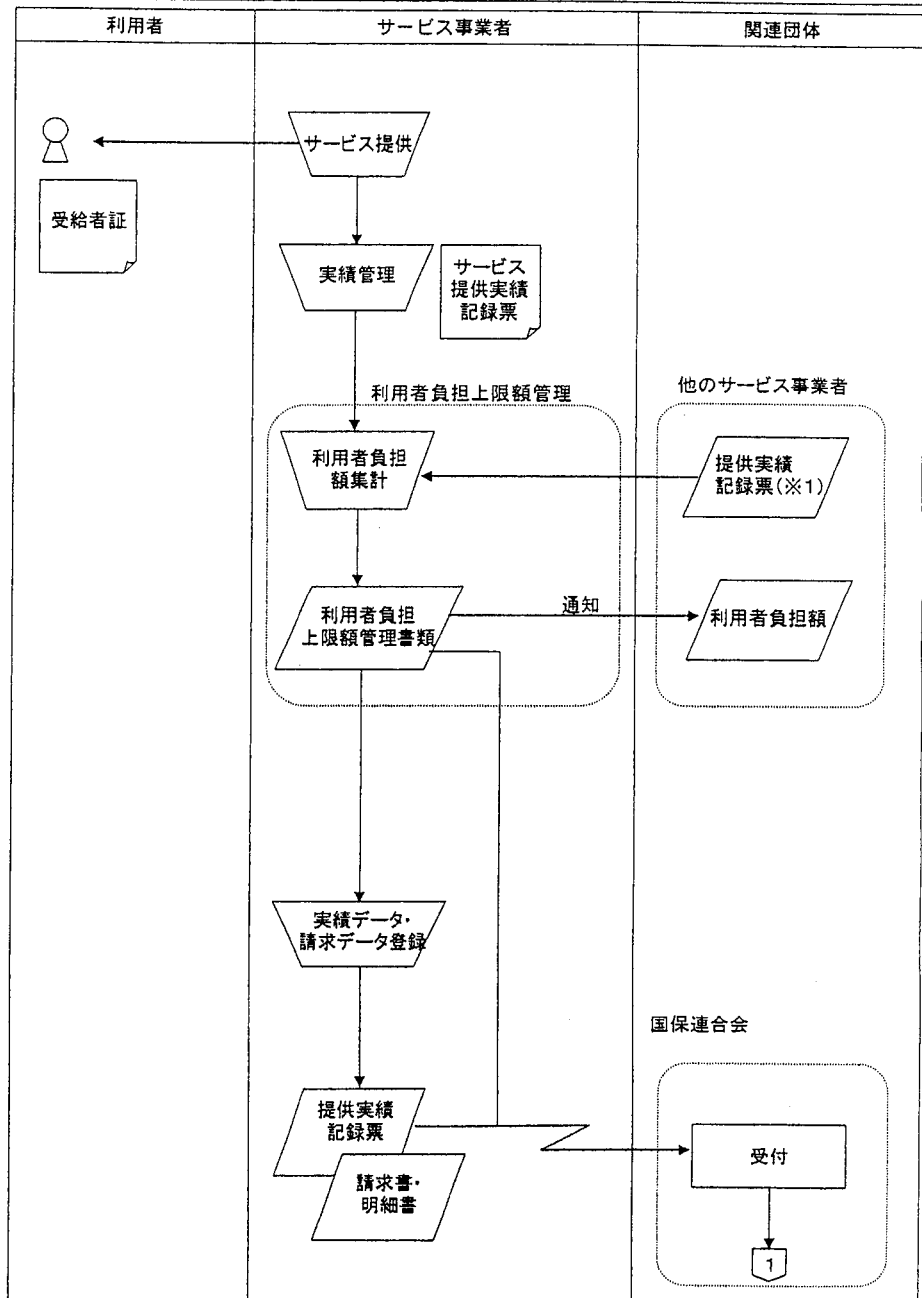 利用者
サービス事業者
関連団体
サービス提供
受給者証
実績管理
サービス
提供実績
記録票
利用者負担上限額管理
他のサービス事業者
利用者負担
額集計
提供実績
記録票(※1)
利用者負担
上限額管理書類
通知
利用者負担額
実績データ・
請求データ登録
国保連合会
提供実績
記録票
請求書・
明細書
受付
1